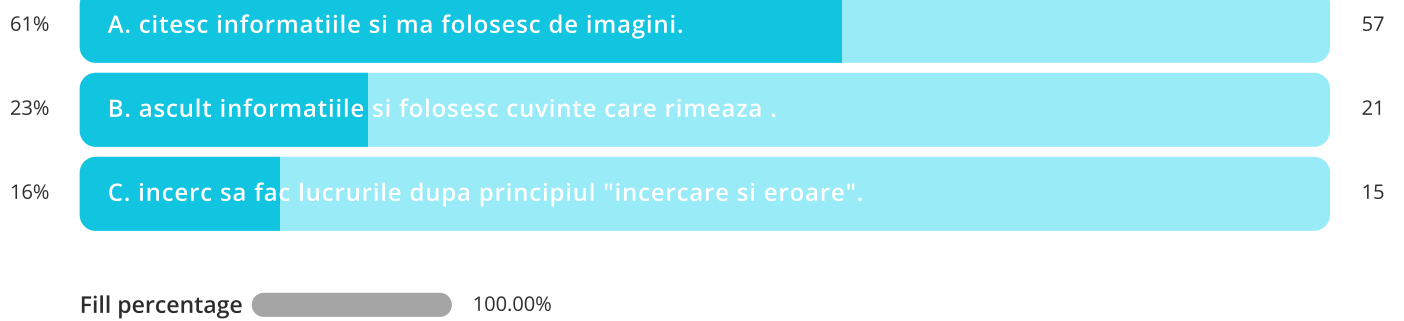 61% A. citesc informatiile si ma folosesc de imagini. 57
23% B. ascult informatiile si folosesc cuvinte care rimeaza . 21
16% C. incerc sa fac lucrurile dupa principiul "incercare si eroare". 15
Fill percentage 100.00%